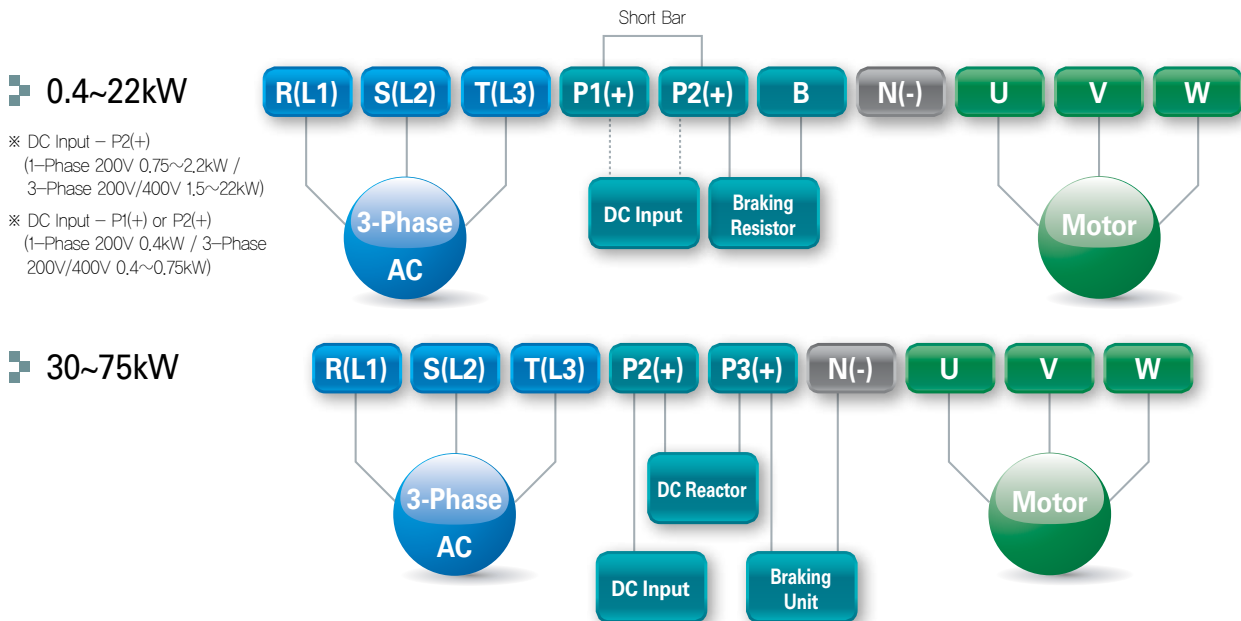 Short Bar
0.4~22kW
R(L1) S(L2) T(L3) P1(+) P2(+) B N(-) U V W
※ DC Input – P2(+)
(1-Phase 200V 0.75~2.2kW /
3-Phase 200V/400V 1.5~22kW)
※ DC Input – P1(+) or P2(+)
(1-Phase 200V 0.4kW / 3-Phase
200V/400V 0.4~0.75kW)
3-Phase
AC
DC Input
Braking
Resistor
Motor
30~75kW
R(L1) S(L2) T(L3) P2(+) P3(+) N(-) U V W
3-Phase
AC
DC Reactor
DC Input
Braking
Unit
Motor